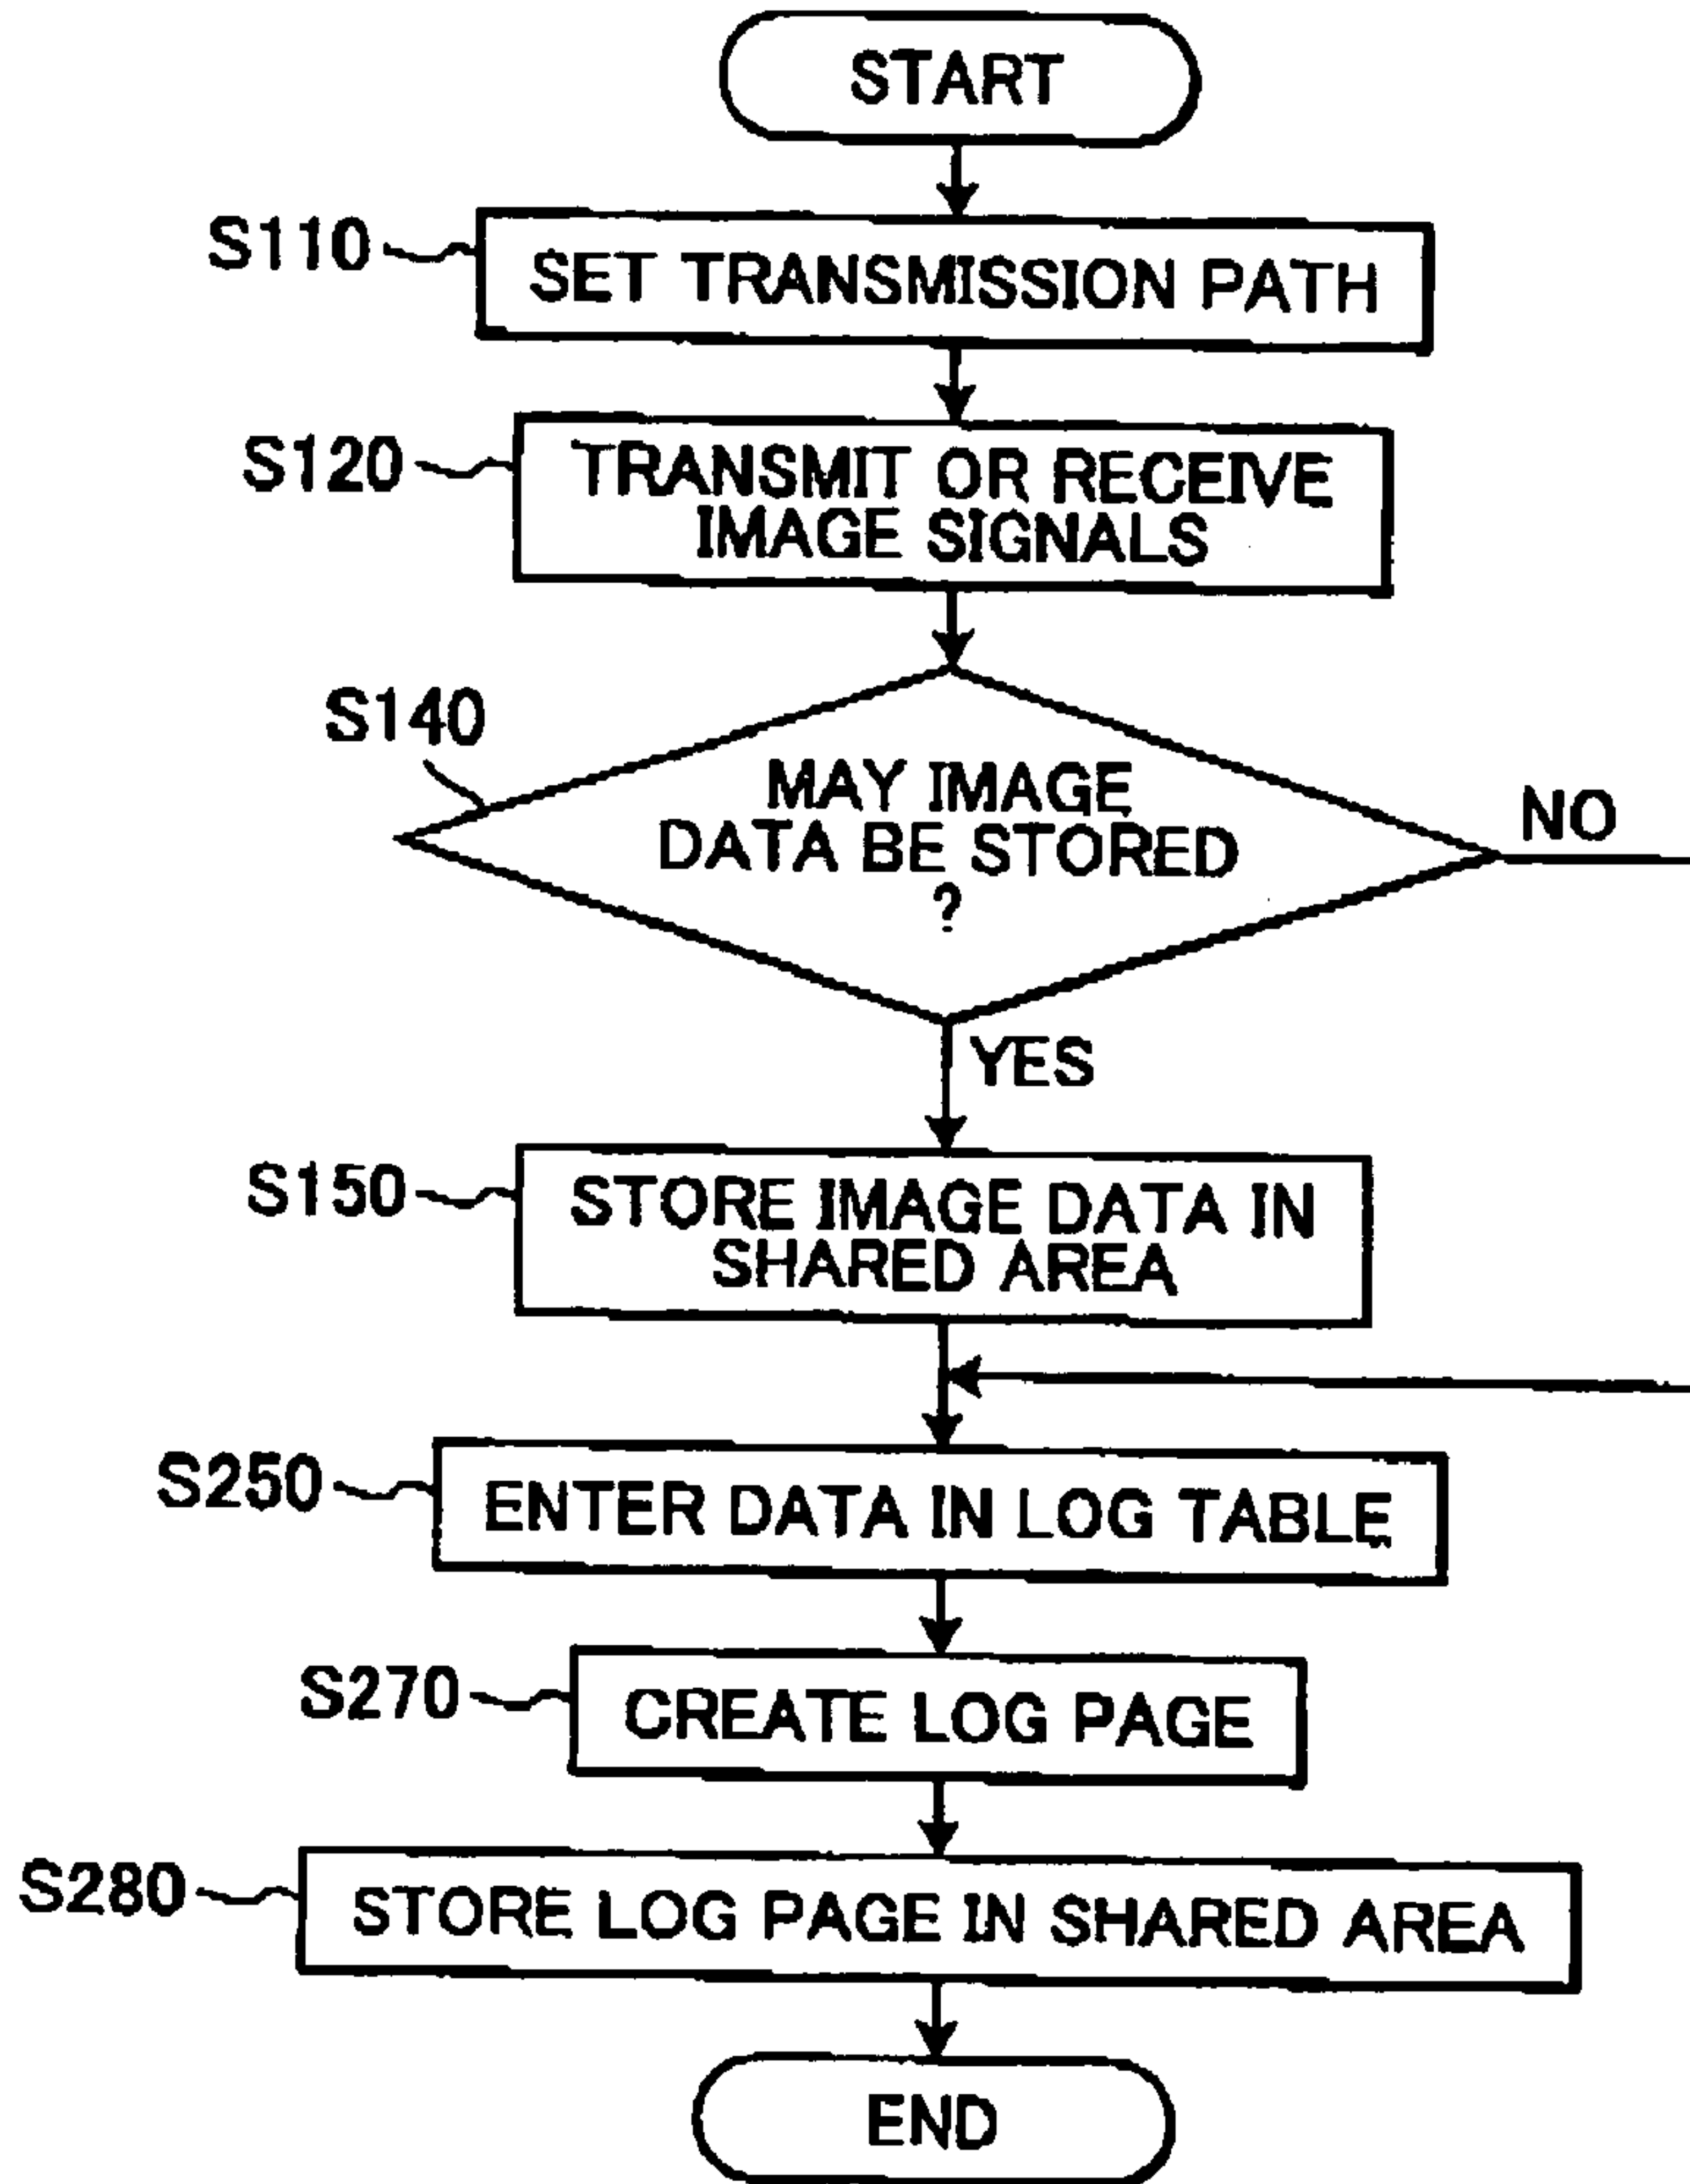 START
S110
SET TRANSMISSION PATH
S120
TRANSMIT OR RECEIVE
IMAGE SIGNALS
S140
MAY IMAGE
DATA BE STORED
?
NO
YES
S150
STORE IMAGE DATA IN
SHARED AREA
S250
ENTER DATA IN LOG TABLE
S270
CREATE LOG PAGE
S280
STORE LOG PAGE IN SHARED AREA
END